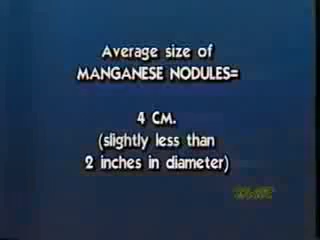 Average size of
MANGANESE NODULES=
4 CM.
(slightly less than
2 inches in diameter)